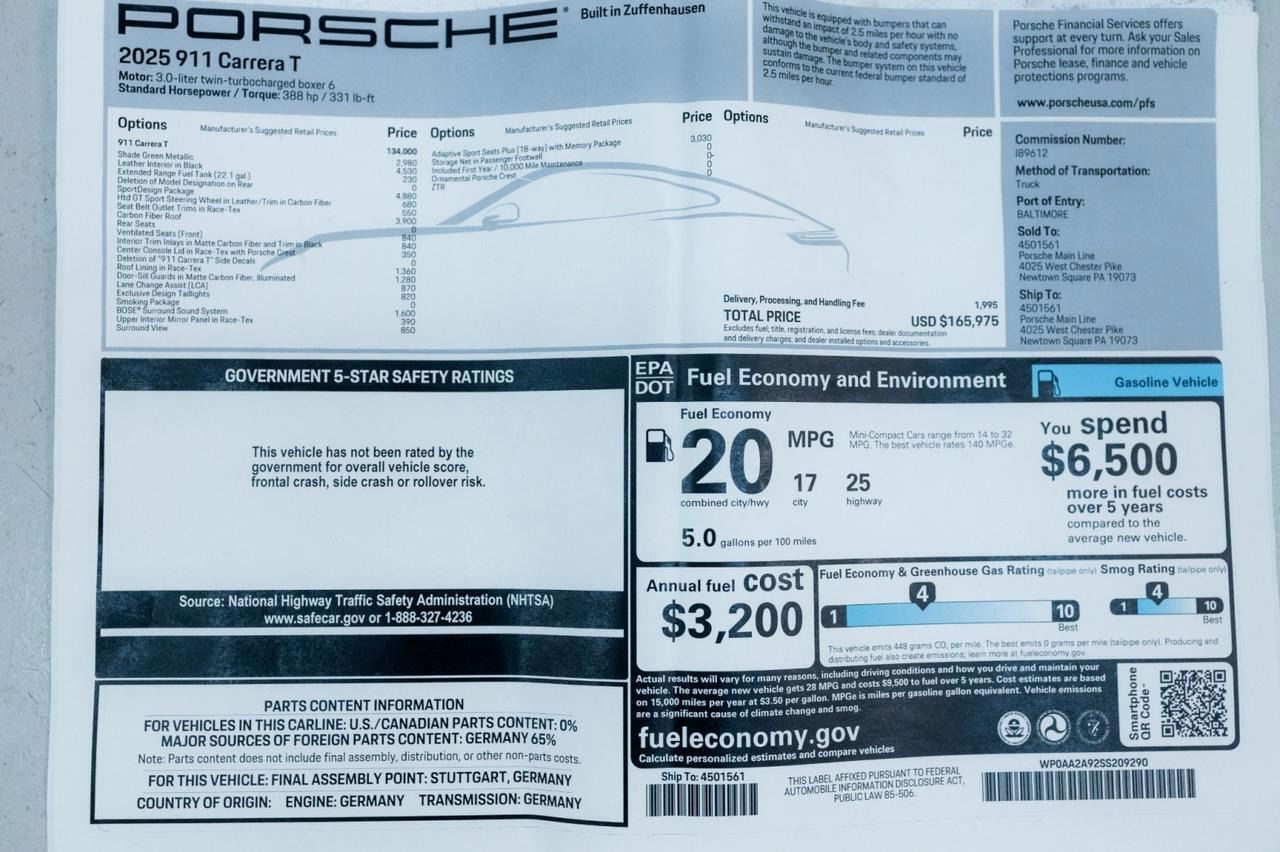 PORSCHE®
Built in Zuffenhausen
2025 911 Carrera T
Motor: 3.0-liter twin-turbocharged boxer 6
Standard Horsepower / Torque: 388 hp / 331 lb-ft
This vehicle is equipped with bumpers that can
withstand an impact of 2.5 miles per hour with no
damage to the vehicle's body and safety systems,
although the bumper and related components may
sustain damage. The bumper system on this vehicle
conforms to the current federal bumper standard of
2.5 miles per hour.
Porsche Financial Services offers
support at every turn. Ask your Sales
Professional for more information on
Porsche lease, finance and vehicle
protections programs.
www.porscheusa.com/pfs
Options Manufacturer's Suggested Retail Prices Price
911 Carrera T 134,000
Shade Green Metallic 2,980
Leather Interior in Black 4,530
Extended Range Fuel Tank (22.1 gal.) 230
Deletion of Model Designation on Rear 0
SportDesign Package 4,880
Htd GT Sport Steering Wheel in Leather/Trim in Carbon Fiber 680
Seat Belt Outlet Trims in Race-Tex 550
Carbon Fiber Roof 3,900
Rear Seats 0
Ventilated Seats (Front) 840
Interior Trim Inlays in Matte Carbon Fiber and Trim in Black 840
Center Console Lid in Race-Tex with Porsche Crest 350
Deletion of "911 Carrera T" Side Decals 0
Roof Lining in Race-Tex 1,360
Door-Sill Guards in Matte Carbon Fiber, Illuminated 1,280
Lane Change Assist (LCA) 870
Exclusive Design Taillights 820
Smoking Package 0
BOSE® Surround Sound System 1,600
Upper Interior Mirror Panel in Race-Tex 390
Surround View 850
Options Manufacturer's Suggested Retail Prices Price
Adaptive Sport Seats Plus (18-way) with Memory Package 3,030
Storage Net in Passenger Footwell 0
Included First Year / 10,000 Mile Maintenance 0
Ornamental Porsche Crest 0
ZTR 0
Options Manufacturer's Suggested Retail Prices Price
Delivery, Processing, and Handling Fee 1,995
TOTAL PRICE USD $165,975
Excludes fuel; title, registration, and license fees; dealer documentation
and delivery charges; and dealer installed options and accessories.
Commission Number:
I89612
Method of Transportation:
Truck
Port of Entry:
BALTIMORE
Sold To:
4501561
Porsche Main Line
4025 West Chester Pike
Newtown Square PA 19073
Ship To:
4501561
Porsche Main Line
4025 West Chester Pike
Newtown Square PA 19073
GOVERNMENT 5-STAR SAFETY RATINGS
This vehicle has not been rated by the
government for overall vehicle score,
frontal crash, side crash or rollover risk.
Source: National Highway Traffic Safety Administration (NHTSA)
www.safecar.gov or 1-888-327-4236
PARTS CONTENT INFORMATION
FOR VEHICLES IN THIS CARLINE: U.S./CANADIAN PARTS CONTENT: 0%
MAJOR SOURCES OF FOREIGN PARTS CONTENT: GERMANY 65%
Note: Parts content does not include final assembly, distribution, or other non-parts costs.
FOR THIS VEHICLE: FINAL ASSEMBLY POINT: STUTTGART, GERMANY
COUNTRY OF ORIGIN: ENGINE: GERMANY TRANSMISSION: GERMANY
EPA
DOT
Fuel Economy and Environment
Gasoline Vehicle
Fuel Economy
20 MPG
combined city/hwy
17
city
25
highway
Mini-Compact Cars range from 14 to 32
MPG. The best vehicle rates 140 MPGe.
5.0 gallons per 100 miles
You spend
$6,500
more in fuel costs
over 5 years
compared to the
average new vehicle.
Annual fuel cost
$3,200
Fuel Economy & Greenhouse Gas Rating (tailpipe only)
1 4 10
Best
Smog Rating (tailpipe only)
1 4 10
Best
This vehicle emits 448 grams CO, per mile. The best emits 0 grams per mile (tailpipe only). Producing and
distributing fuel also create emissions; learn more at fueleconomy.gov.
Actual results will vary for many reasons, including driving conditions and how you drive and maintain your
vehicle. The average new vehicle gets 28 MPG and costs $9,500 to fuel over 5 years. Cost estimates are based
on 15,000 miles per year at $3.50 per gallon. MPGe is miles per gasoline gallon equivalent. Vehicle emissions
are a significant cause of climate change and smog.
fueleconomy.gov
Calculate personalized estimates and compare vehicles
Smartphone
QR Code™
Ship To: 4501561
THIS LABEL AFFIXED PURSUANT TO FEDERAL
AUTOMOBILE INFORMATION DISCLOSURE ACT,
PUBLIC LAW 85-506.
WP0AA2A92SS209290